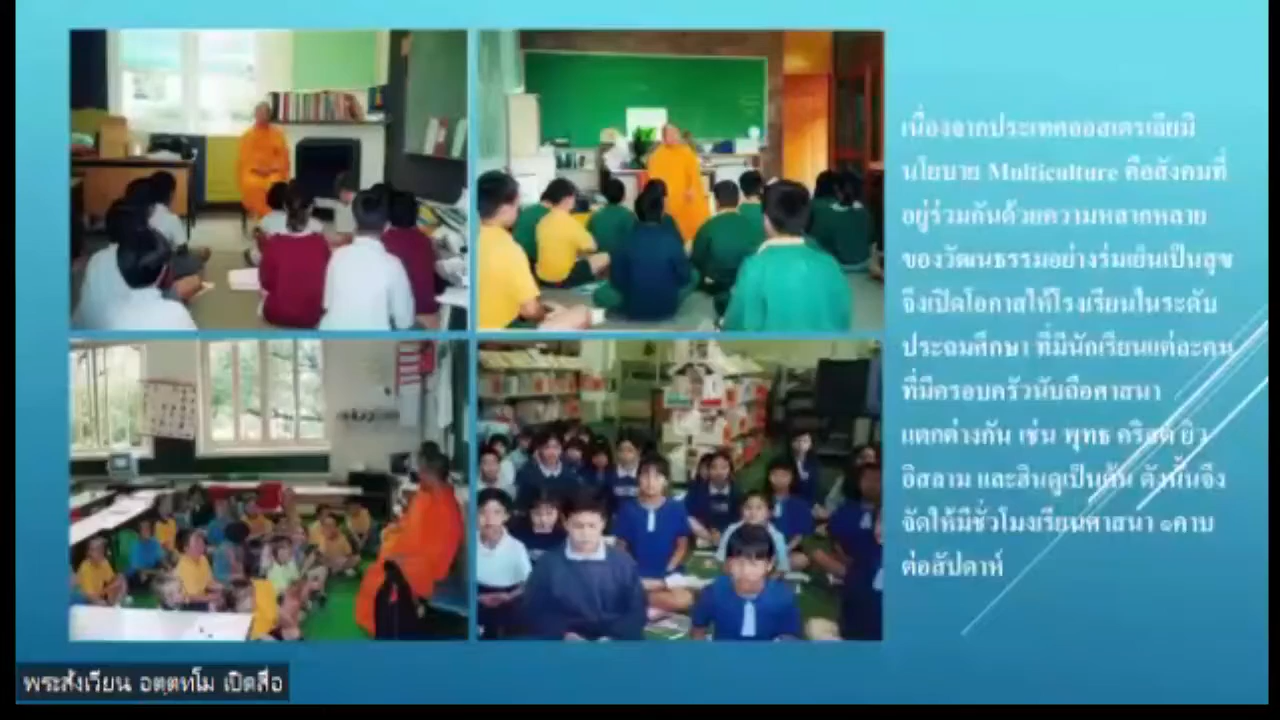 เนื่องจากประเทศออสเตรเลียมี
นโยบาย Multiculture คือสังคมที่
อยู่ร่วมกันด้วยความหลากหลาย
ของวัฒนธรรมอย่างร่มเย็นเป็นสุข
จึงเปิดโอกาสให้โรงเรียนในระดับ
ประถมศึกษา ที่มีนักเรียนแต่ละคน
ที่มีครอบครัวนับถือศาสนา
แตกต่างกัน เช่น พุทธ คริสต์ ยิว
อิสลาม และฮินดูเป็นต้น ดังนั้นจึง
จัดให้มีชั่วโมงเรียนศาสนา ๑คาบ
ต่อสัปดาห์
พระสังเวียน อตฺตทโม เปิดสื่อ